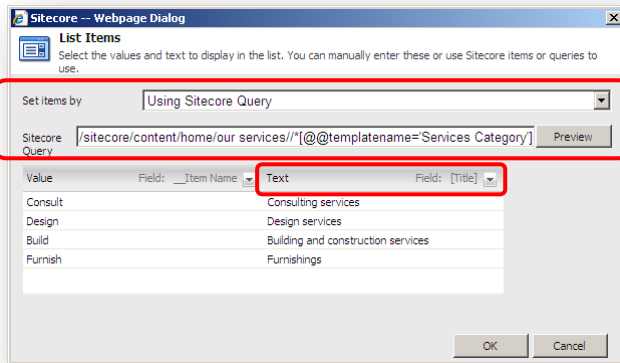 Sitecore -- Webpage Dialog
List Items
Select the values and text to display in the list. You can manually enter these or use Sitecore items or queries to
use.
Set items by Using Sitecore Query
Sitecore Query /sitecore/content/home/our services//*[@@templatename='Services Category'] Preview
Value Field: __Item Name Text Field: [Title]
Consult Consulting services
Design Design services
Build Building and construction services
Furnish Furnishings
OK Cancel